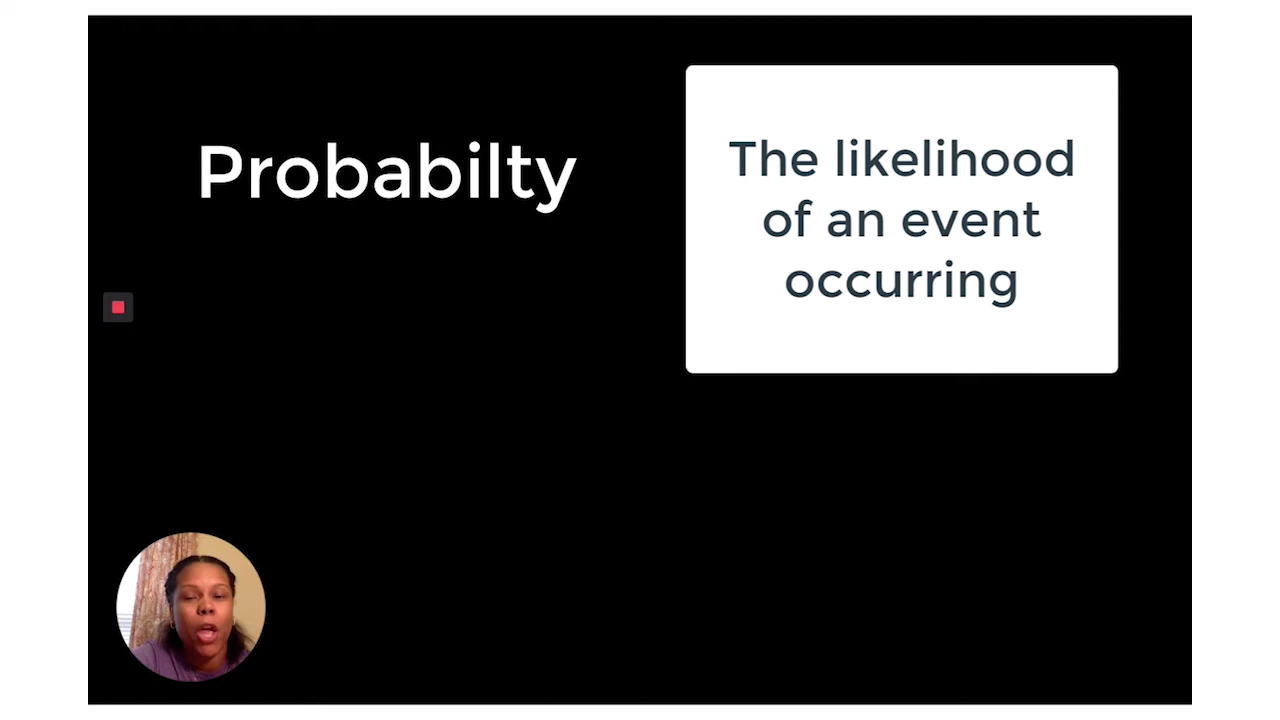 Probabilty
The likelihood
of an event
occurring